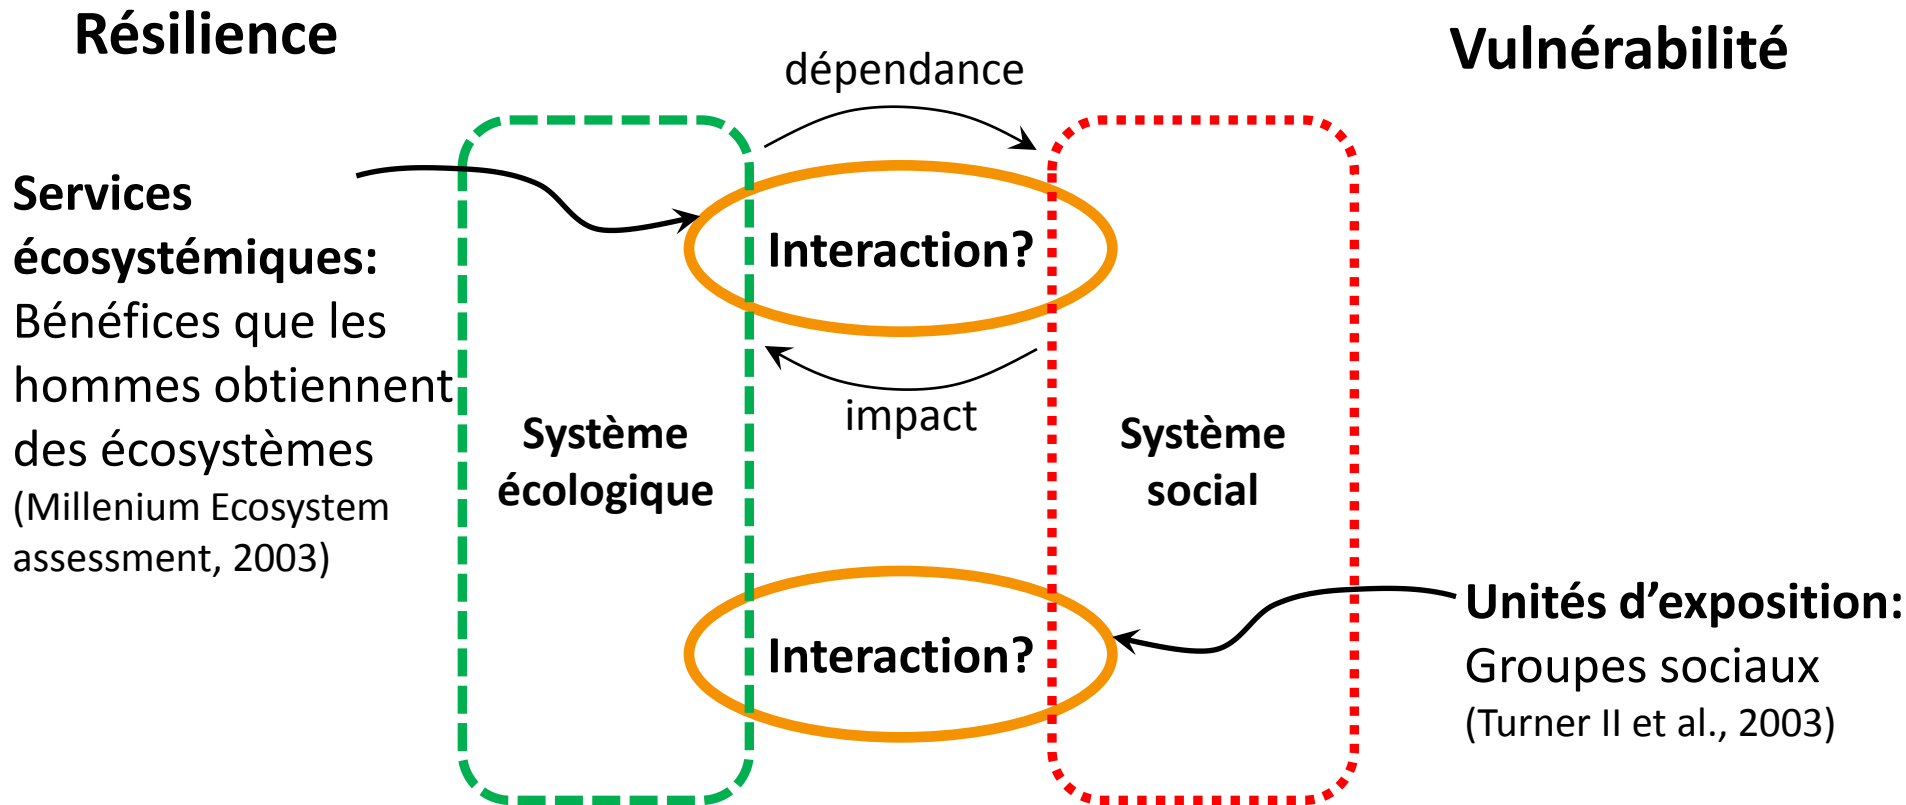 Résilience
Vulnérabilité
dépendance
Services
écosystémiques:
Bénéfices que les
hommes obtiennent
des écosystèmes
(Millenium Ecosystem
assessment, 2003)
Interaction?
impact
Système
écologique
Système
social
Interaction?
Unités d’exposition:
Groupes sociaux
(Turner II et al., 2003)